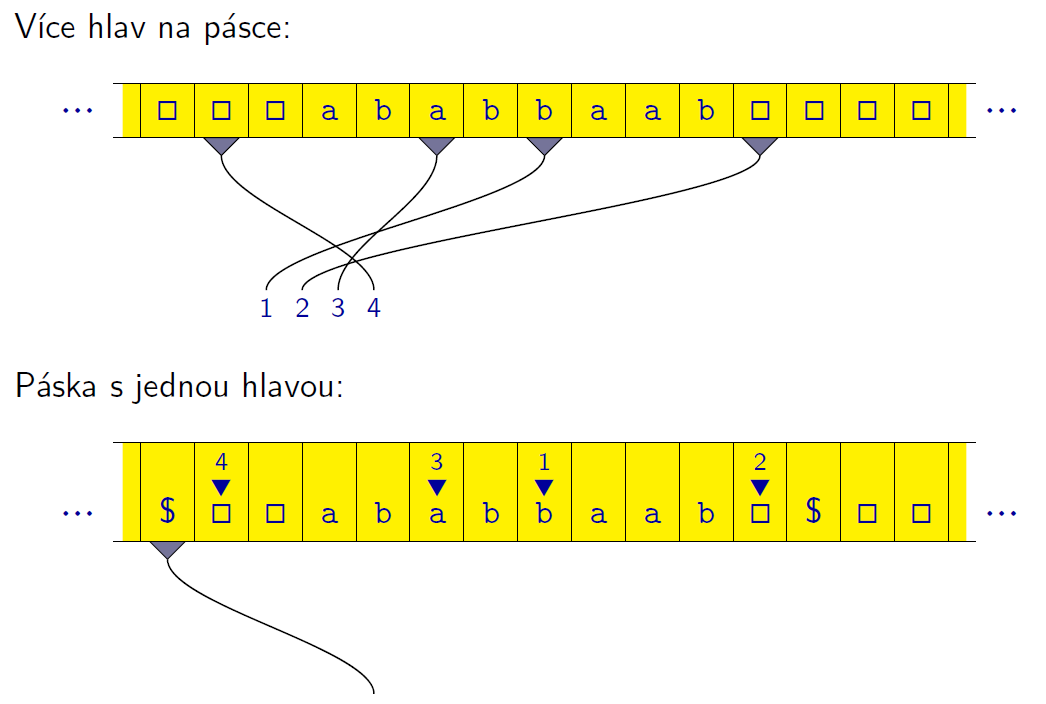 Více hlav na pásce:
... □ □ □ a b a b b a a b □ □ □ □ ...
1 2 3 4
Páska s jednou hlavou:
4 3 1 2
... $ □ □ a b a b b a a b □ $ □ □ ...